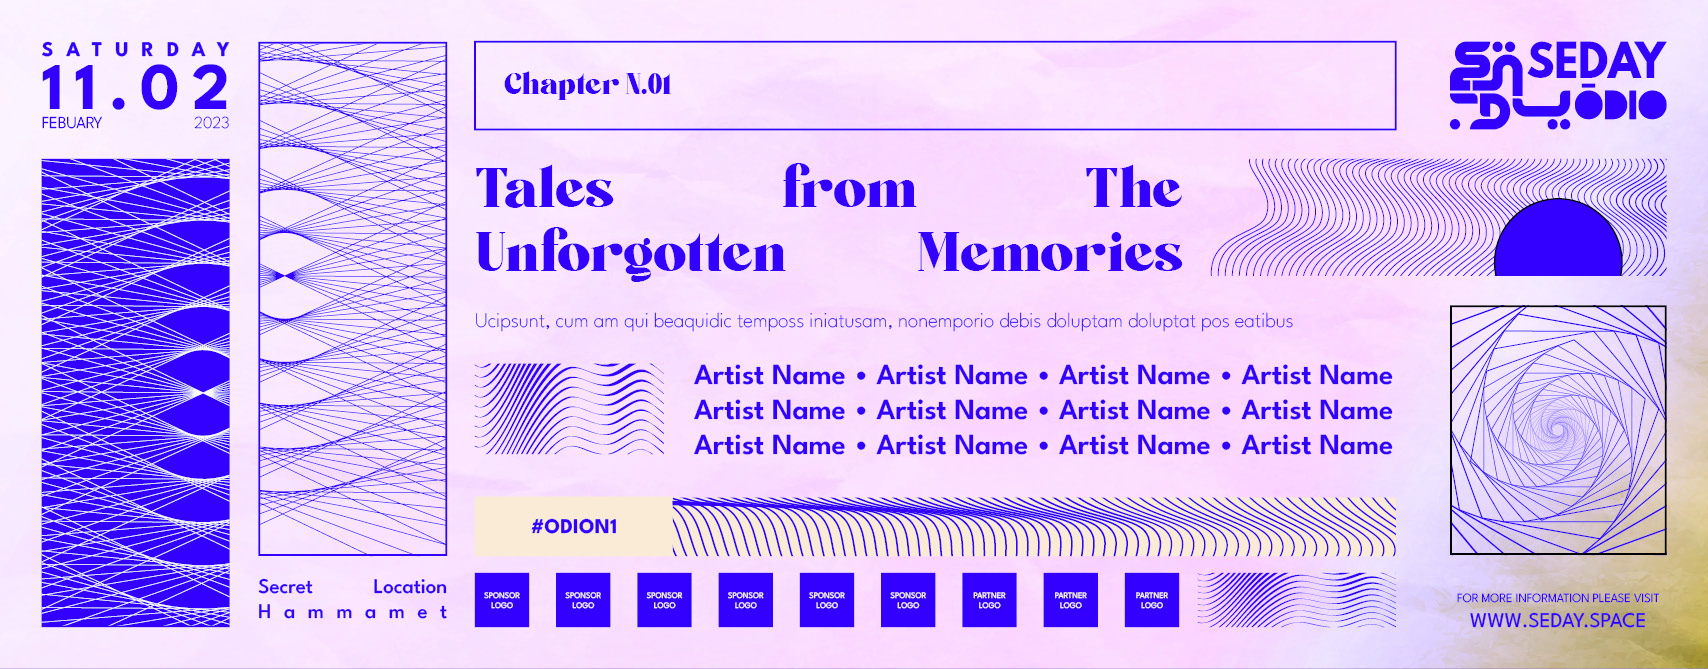 SATURDAY
11.02
FEBUARY 2023
Chapter N.01
SEDAY
ŌDIO
Tales from The
Unforgotten Memories
Ucipsunt, cum am qui beaquidic temposs iniatusam, nonemporio debis doluptam doluptat pos eatibus
Artist Name • Artist Name • Artist Name • Artist Name
Artist Name • Artist Name • Artist Name • Artist Name
Artist Name • Artist Name • Artist Name • Artist Name
#ODION1
Secret Location
Hammamet
SPONSOR LOGO
SPONSOR LOGO
SPONSOR LOGO
SPONSOR LOGO
SPONSOR LOGO
SPONSOR LOGO
PARTNER LOGO
PARTNER LOGO
PARTNER LOGO
FOR MORE INFORMATION PLEASE VISIT
WWW.SEDAY.SPACE